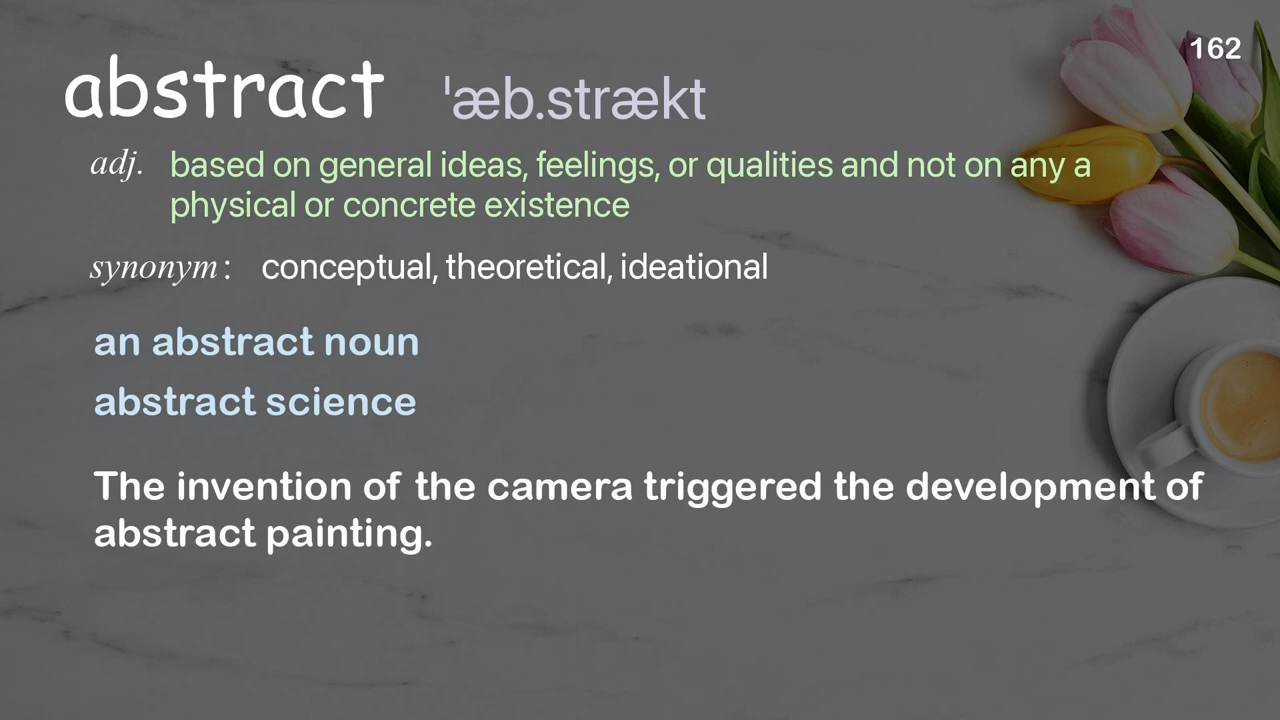 162
abstract ˈæb.strækt
adj. based on general ideas, feelings, or qualities and not on any a
physical or concrete existence
synonym : conceptual, theoretical, ideational
an abstract noun
abstract science
The invention of the camera triggered the development of
abstract painting.